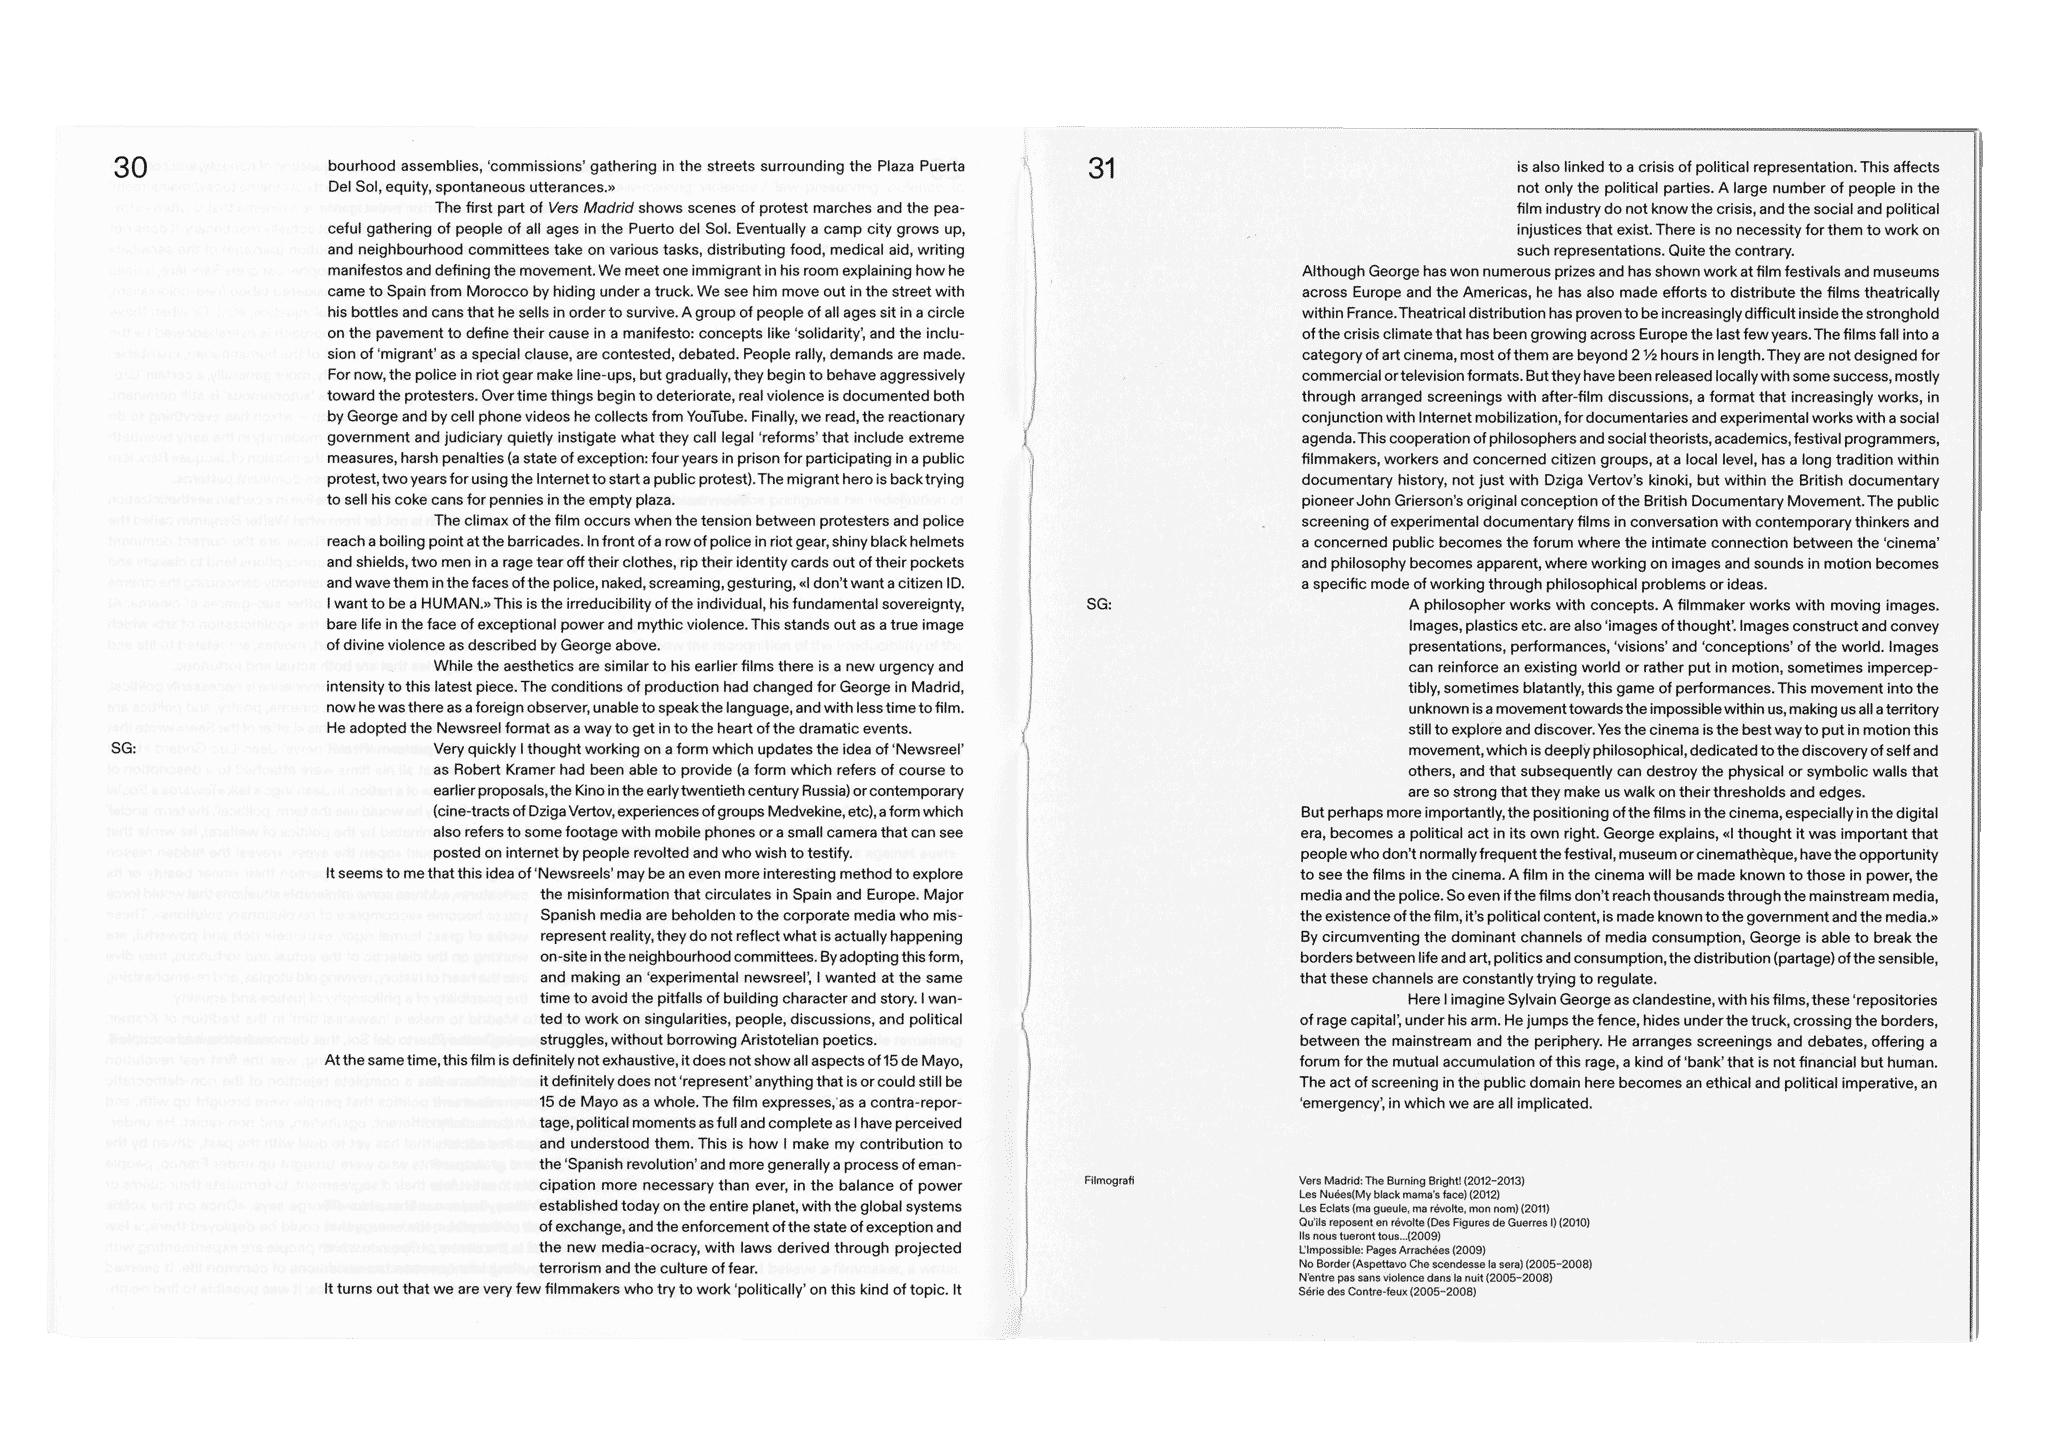 30
bourhood assemblies, ‘commissions’ gathering in the streets surrounding the Plaza Puerta
Del Sol, equity, spontaneous utterances.»
The first part of Vers Madrid shows scenes of protest marches and the pea-
ceful gathering of people of all ages in the Puerto del Sol. Eventually a camp city grows up,
and neighbourhood committees take on various tasks, distributing food, medical aid, writing
manifestos and defining the movement. We meet one immigrant in his room explaining how he
came to Spain from Morocco by hiding under a truck. We see him move out in the street with
his bottles and cans that he sells in order to survive. A group of people of all ages sit in a circle
on the pavement to define their cause in a manifesto: concepts like ‘solidarity’, and the inclu-
sion of ‘migrant’ as a special clause, are contested, debated. People rally, demands are made.
For now, the police in riot gear make line-ups, but gradually, they begin to behave aggressively
toward the protesters. Over time things begin to deteriorate, real violence is documented both
by George and by cell phone videos he collects from YouTube. Finally, we read, the reactionary
government and judiciary quietly instigate what they call legal ‘reforms’ that include extreme
measures, harsh penalties (a state of exception: four years in prison for participating in a public
protest, two years for using the Internet to start a public protest). The migrant hero is back trying
to sell his coke cans for pennies in the empty plaza.
The climax of the film occurs when the tension between protesters and police
reach a boiling point at the barricades. In front of a row of police in riot gear, shiny black helmets
and shields, two men in a rage tear off their clothes, rip their identity cards out of their pockets
and wave them in the faces of the police, naked, screaming, gesturing, «I don’t want a citizen ID.
I want to be a HUMAN.» This is the irreducibility of the individual, his fundamental sovereignty,
bare life in the face of exceptional power and mythic violence. This stands out as a true image
of divine violence as described by George above.
While the aesthetics are similar to his earlier films there is a new urgency and
intensity to this latest piece. The conditions of production had changed for George in Madrid,
now he was there as a foreign observer, unable to speak the language, and with less time to film.
He adopted the Newsreel format as a way to get in to the heart of the dramatic events.
SG: Very quickly I thought working on a form which updates the idea of ‘Newsreel’
as Robert Kramer had been able to provide (a form which refers of course to
earlier proposals, the Kino in the early twentieth century Russia) or contemporary
(cine-tracts of Dziga Vertov, experiences of groups Medvekine, etc), a form which
also refers to some footage with mobile phones or a small camera that can see
posted on internet by people revolted and who wish to testify.
It seems to me that this idea of ‘Newsreels’ may be an even more interesting method to explore
the misinformation that circulates in Spain and Europe. Major
Spanish media are beholden to the corporate media who mis-
represent reality, they do not reflect what is actually happening
on-site in the neighbourhood committees. By adopting this form,
and making an ‘experimental newsreel’, I wanted at the same
time to avoid the pitfalls of building character and story. I wan-
ted to work on singularities, people, discussions, and political
struggles, without borrowing Aristotelian poetics.
At the same time, this film is definitely not exhaustive, it does not show all aspects of 15 de Mayo,
it definitely does not ‘represent’ anything that is or could still be
15 de Mayo as a whole. The film expresses, as a contra-repor-
tage, political moments as full and complete as I have perceived
and understood them. This is how I make my contribution to
the ‘Spanish revolution’ and more generally a process of eman-
cipation more necessary than ever, in the balance of power
established today on the entire planet, with the global systems
of exchange, and the enforcement of the state of exception and
the new media-ocracy, with laws derived through projected
terrorism and the culture of fear.
It turns out that we are very few filmmakers who try to work ‘politically’ on this kind of topic. It
31
is also linked to a crisis of political representation. This affects
not only the political parties. A large number of people in the
film industry do not know the crisis, and the social and political
injustices that exist. There is no necessity for them to work on
such representations. Quite the contrary.
Although George has won numerous prizes and has shown work at film festivals and museums
across Europe and the Americas, he has also made efforts to distribute the films theatrically
within France. Theatrical distribution has proven to be increasingly difficult inside the stronghold
of the crisis climate that has been growing across Europe the last few years. The films fall into a
category of art cinema, most of them are beyond 2 ½ hours in length. They are not designed for
commercial or television formats. But they have been released locally with some success, mostly
through arranged screenings with after-film discussions, a format that increasingly works, in
conjunction with Internet mobilization, for documentaries and experimental works with a social
agenda. This cooperation of philosophers and social theorists, academics, festival programmers,
filmmakers, workers and concerned citizen groups, at a local level, has a long tradition within
documentary history, not just with Dziga Vertov’s kinoki, but within the British documentary
pioneer John Grierson’s original conception of the British Documentary Movement. The public
screening of experimental documentary films in conversation with contemporary thinkers and
a concerned public becomes the forum where the intimate connection between the ‘cinema’
and philosophy becomes apparent, where working on images and sounds in motion becomes
a specific mode of working through philosophical problems or ideas.
SG: A philosopher works with concepts. A filmmaker works with moving images.
Images, plastics etc. are also ‘images of thought’. Images construct and convey
presentations, performances, ‘visions’ and ‘conceptions’ of the world. Images
can reinforce an existing world or rather put in motion, sometimes impercep-
tibly, sometimes blatantly, this game of performances. This movement into the
unknown is a movement towards the impossible within us, making us all a territory
still to explore and discover. Yes the cinema is the best way to put in motion this
movement, which is deeply philosophical, dedicated to the discovery of self and
others, and that subsequently can destroy the physical or symbolic walls that
are so strong that they make us walk on their thresholds and edges.
But perhaps more importantly, the positioning of the films in the cinema, especially in the digital
era, becomes a political act in its own right. George explains, «I thought it was important that
people who don’t normally frequent the festival, museum or cinemathèque, have the opportunity
to see the films in the cinema. A film in the cinema will be made known to those in power, the
media and the police. So even if the films don’t reach thousands through the mainstream media,
the existence of the film, it’s political content, is made known to the government and the media.»
By circumventing the dominant channels of media consumption, George is able to break the
borders between life and art, politics and consumption, the distribution (partage) of the sensible,
that these channels are constantly trying to regulate.
Here I imagine Sylvain George as clandestine, with his films, these ‘repositories
of rage capital’, under his arm. He jumps the fence, hides under the truck, crossing the borders,
between the mainstream and the periphery. He arranges screenings and debates, offering a
forum for the mutual accumulation of this rage, a kind of ‘bank’ that is not financial but human.
The act of screening in the public domain here becomes an ethical and political imperative, an
‘emergency’, in which we are all implicated.
Filmografi
Vers Madrid: The Burning Bright! (2012–2013)
Les Nuées(My black mama’s face) (2012)
Les Eclats (ma gueule, ma révolte, mon nom) (2011)
Qu’ils reposent en révolte (Des Figures de Guerres I) (2010)
Ils nous tueront tous...(2009)
L’Impossible: Pages Arrachées (2009)
No Border (Aspettavo Che scendesse la sera) (2005–2008)
N’entre pas sans violence dans la nuit (2005–2008)
Série des Contre-feux (2005–2008)